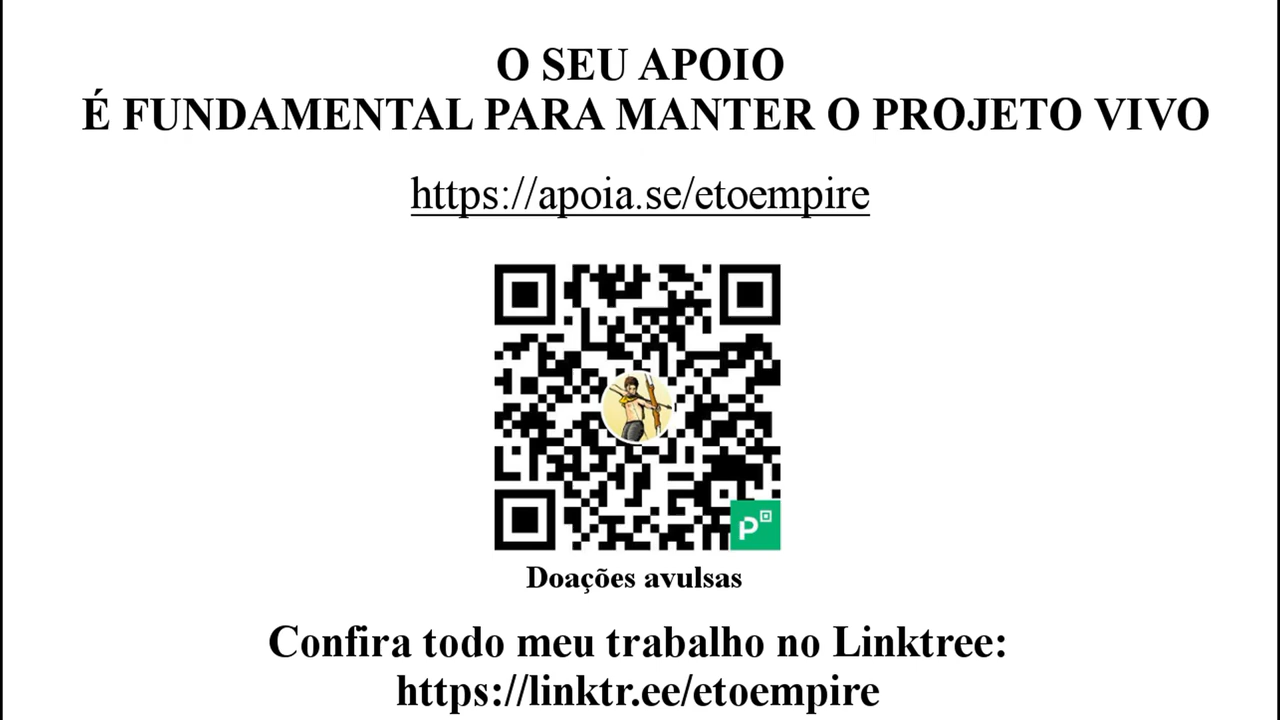 O SEU APOIO
É FUNDAMENTAL PARA MANTER O PROJETO VIVO
https://apoia.se/etoempire
P
Doações avulsas
Confira todo meu trabalho no Linktree:
https://linktr.ee/etoempire